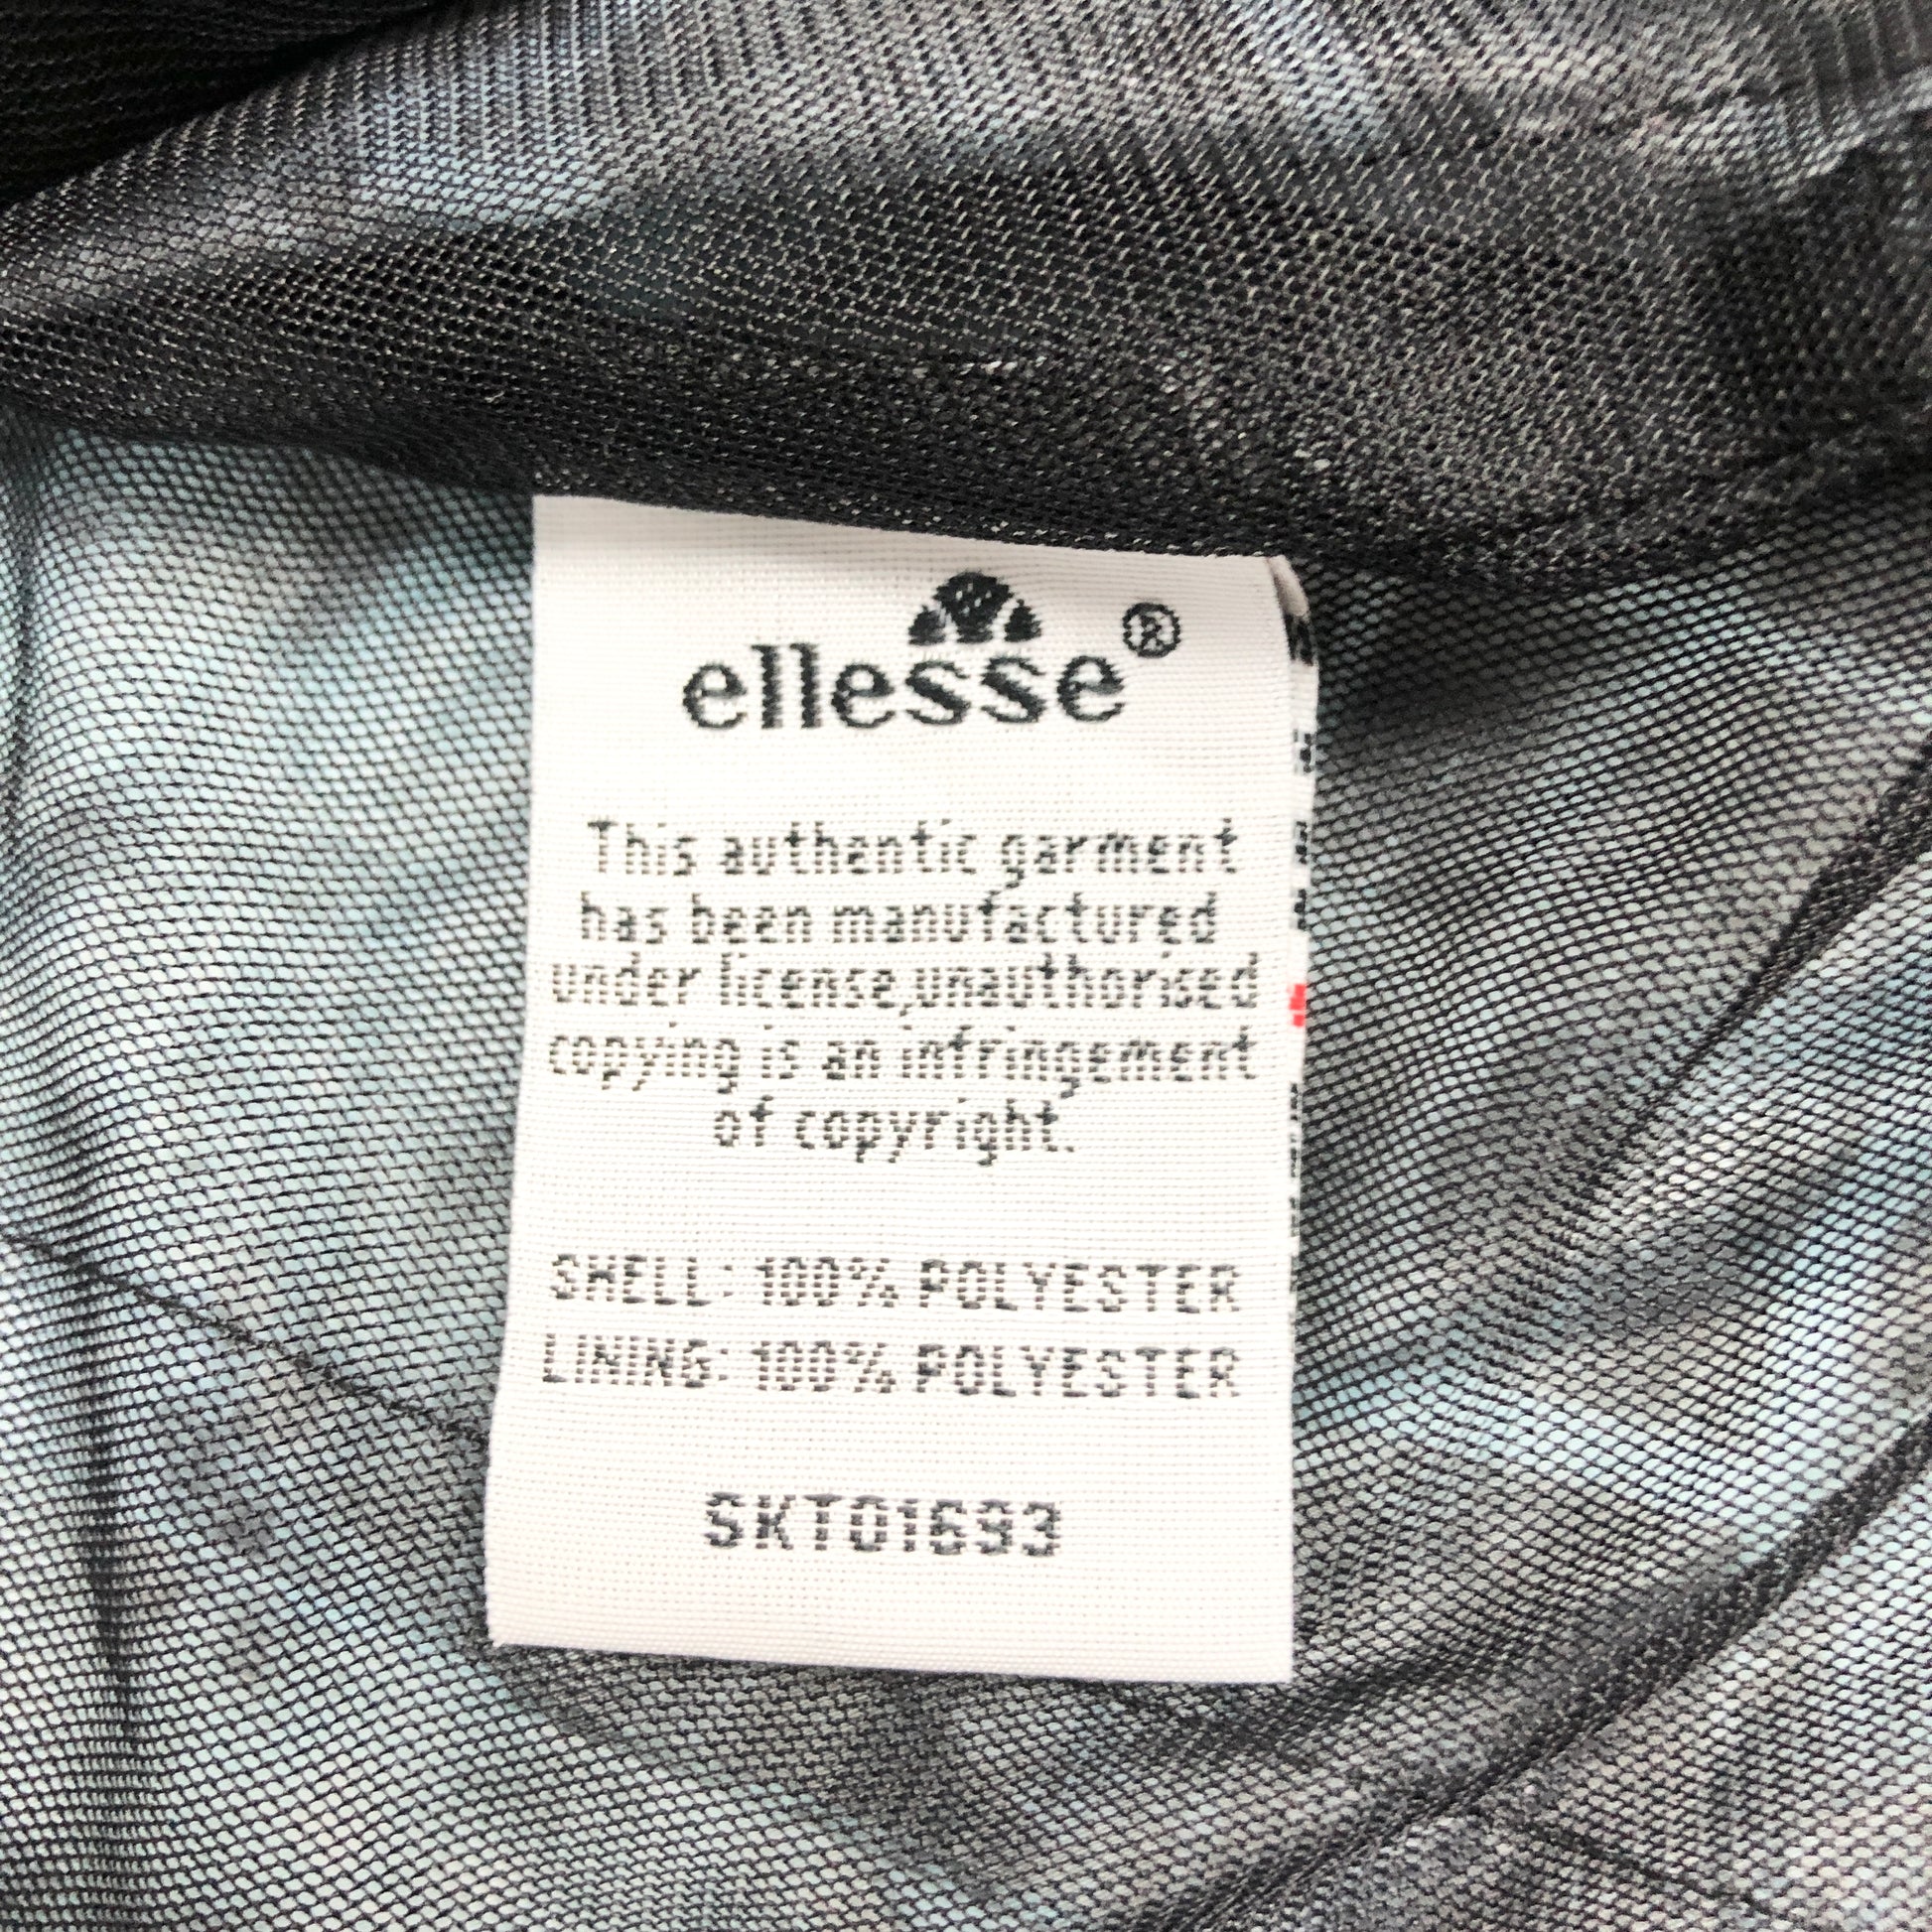 ellesse®
This authentic garment
has been manufactured
under license,unauthorised
copying is an infringement
of copyright.
SHELL: 100% POLYESTER
LINING: 100% POLYESTER
SKT01693